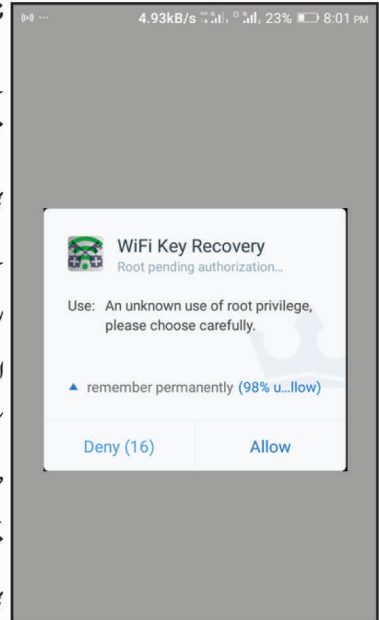 4.93kB/s 23% 8:01 PM
WiFi Key Recovery
Root pending authorization...
Use: An unknown use of root privilege,
please choose carefully.
remember permanently (98% u...llow)
Deny (16) Allow